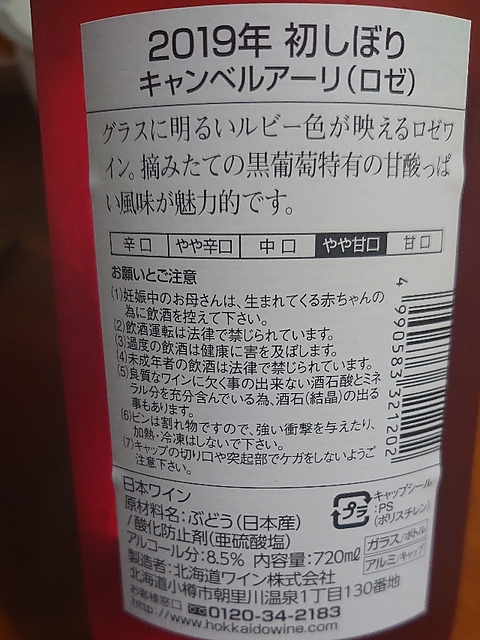 2019年 初しぼり
キャンベルアーリ(ロゼ)
グラスに明るいルビー色が映えるロゼワ
イン。摘みたての黒葡萄特有の甘酸っぱ
い風味が魅力的です。
辛口 やや辛口 中口 やや甘口 甘口
お願いとご注意
(1)妊娠中のお母さんは、生まれてくる赤ちゃんの
為に飲酒を控えて下さい。
(2)飲酒運転は法律で禁じられています。
(3)過度の飲酒は健康に害を及ぼします。
(4)未成年者の飲酒は法律で禁じられています。
(5)良質なワインに欠く事の出来ない酒石酸とミネ
ラル分を充分含んでいる為、酒石(結晶)の出る
事もあります。
(6)ビンは割れ物ですので、強い衝撃を与えたり、
加熱・冷凍はしないで下さい。
(7)キャップの切り口や突起部でケガをしないようご
注意下さい。
4 990583 321202
日本ワイン
原材料名:ぶどう(日本産)
/酸化防止剤(亜硫酸塩)
アルコール分:8.5% 内容量:720mℓ
製造者:北海道ワイン株式会社
北海道小樽市朝里川温泉1丁目130番地
お客様窓口 0120-34-2183
http://www.hokkaidowine.com
プラ
キャップシール
:PS
(ポリスチレン)
ガラス/ボトル
アルミ/キャップ